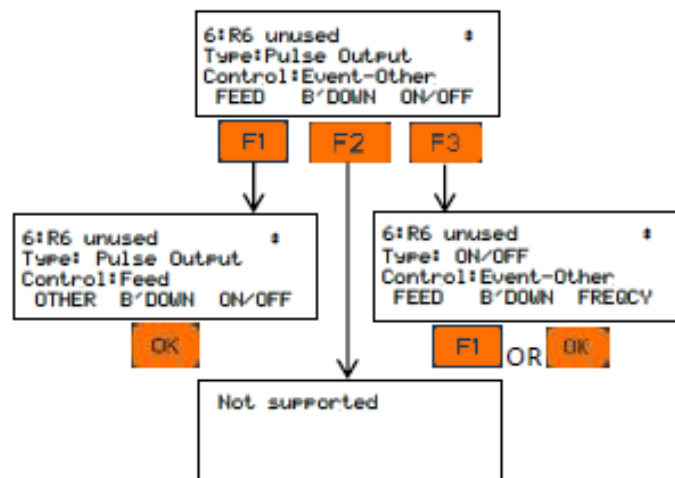 6:R6 unused
Type:Pulse Output
Control:Event-Other
FEED B'DOWN ON/OFF
F1 F2 F3
6:R6 unused
Type: Pulse Output
Control:Feed
OTHER B'DOWN ON/OFF
OK
6:R6 unused
Type: ON/OFF
Control:Event-Other
FEED B'DOWN FREQCY
F1 OR OK
Not supported